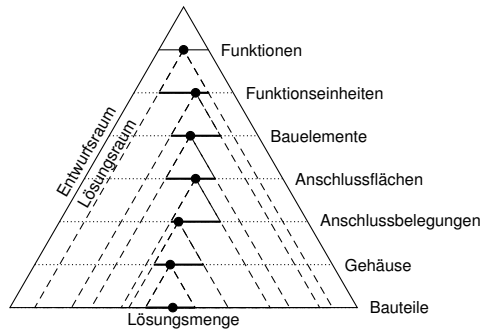 Funktionen
Funktionseinheiten
Bauelemente
Entwurfsraum
Lösungsraum
Anschlussflächen
Anschlussbelegungen
Gehäuse
Bauteile
Lösungsmenge